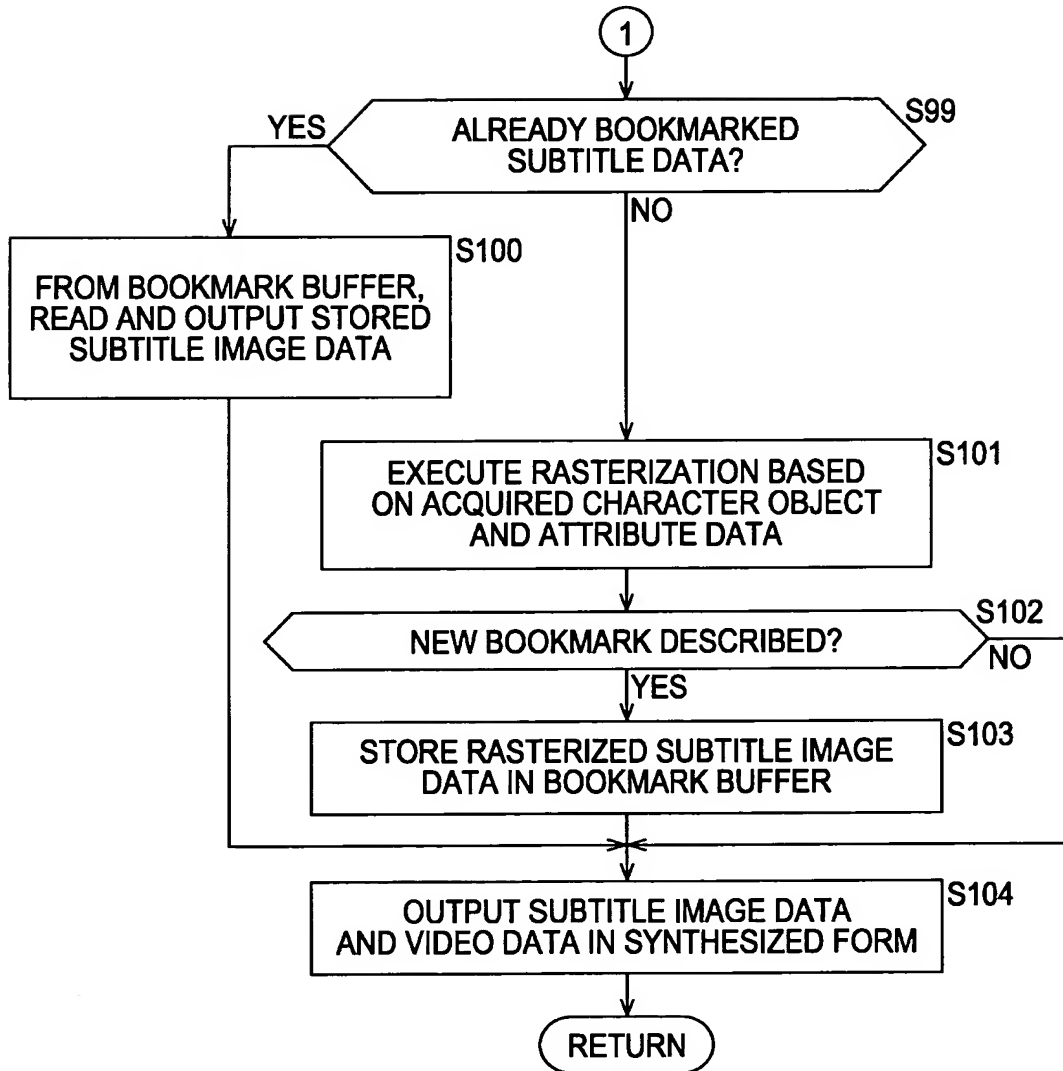 1
S99
YES
ALREADY BOOKMARKED
SUBTITLE DATA?
NO
S100
FROM BOOKMARK BUFFER,
READ AND OUTPUT STORED
SUBTITLE IMAGE DATA
S101
EXECUTE RASTERIZATION BASED
ON ACQUIRED CHARACTER OBJECT
AND ATTRIBUTE DATA
S102
NEW BOOKMARK DESCRIBED?
NO
YES
S103
STORE RASTERIZED SUBTITLE IMAGE
DATA IN BOOKMARK BUFFER
S104
OUTPUT SUBTITLE IMAGE DATA
AND VIDEO DATA IN SYNTHESIZED FORM
RETURN